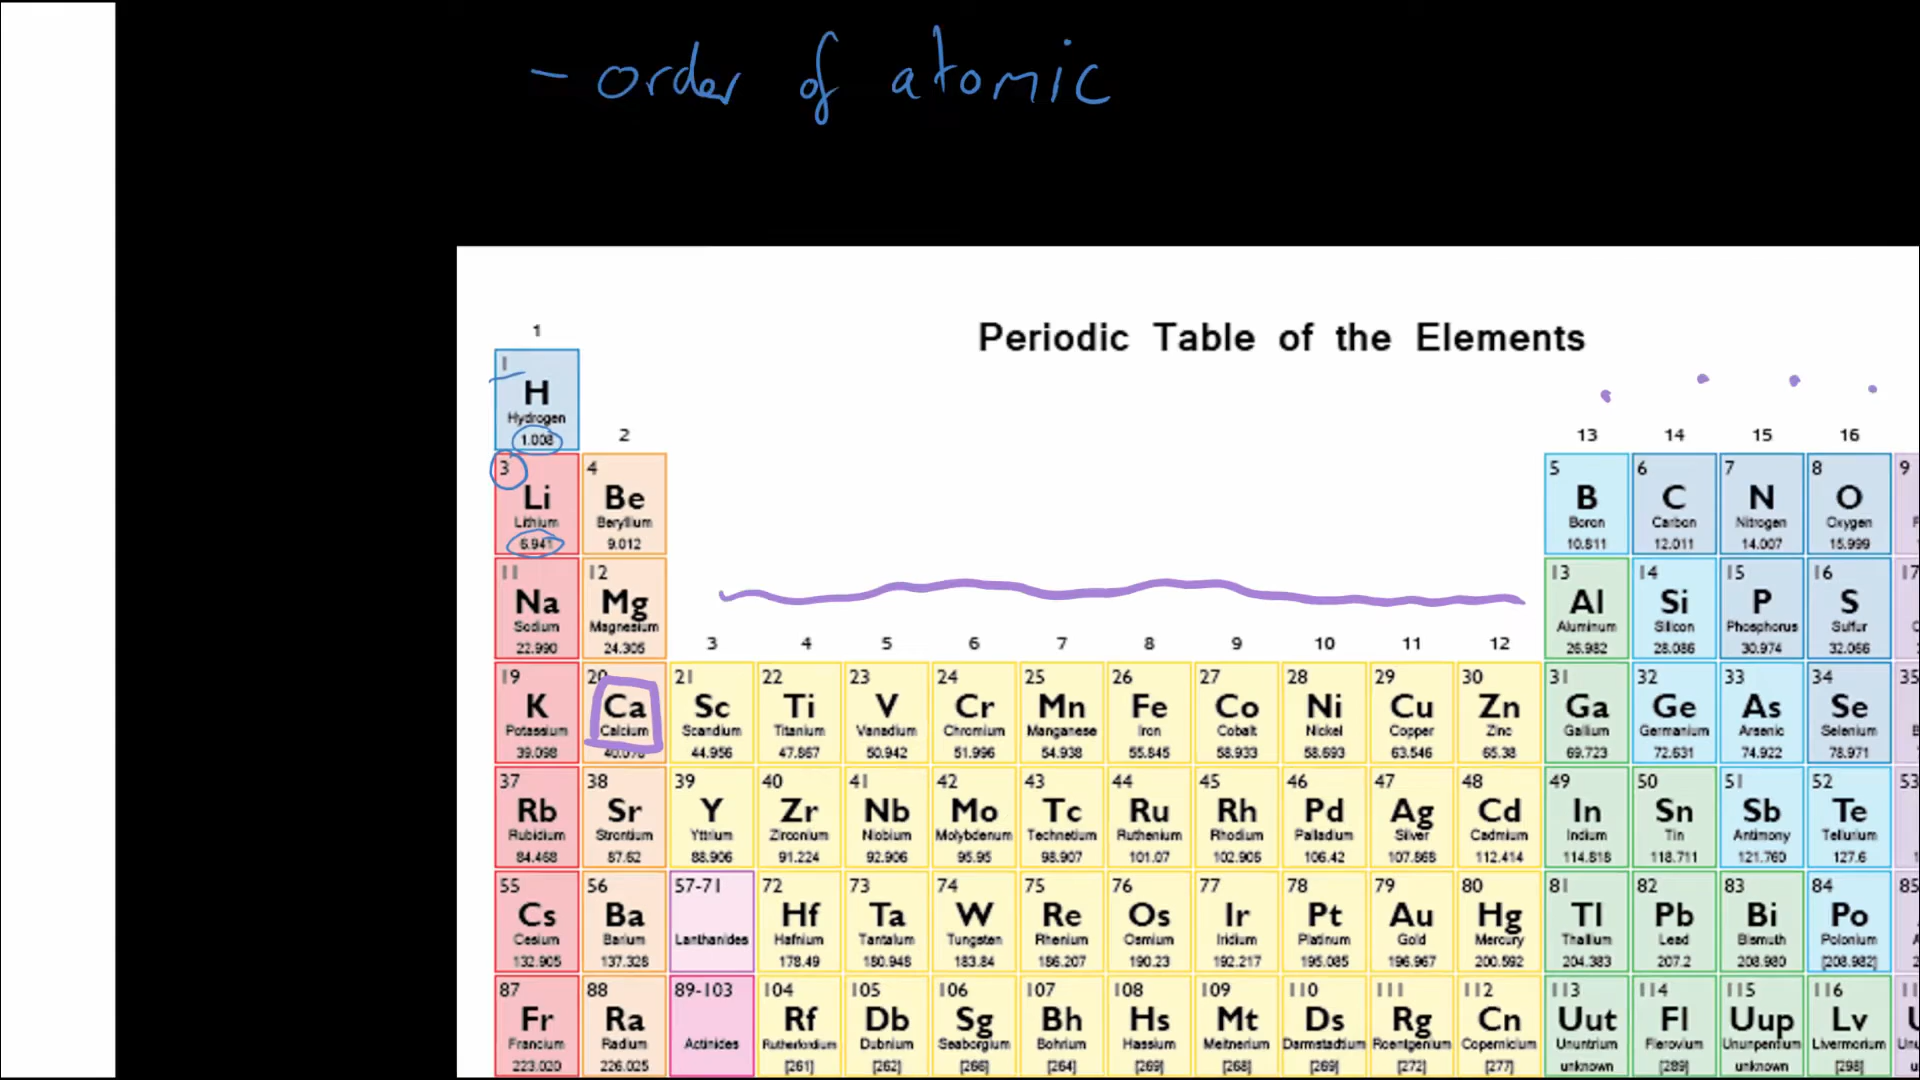 - order of atomic
Periodic Table of the Elements
1
1
H
Hydrogen
1.008
2
13 14 15 16
3 4 5 6 7 8 9
Li Be B C N O
Lithium Beryllium Boron Carbon Nitrogen Oxygen
6.941 9.012 10.811 12.011 14.007 15.999
11 12 13 14 15 16 17
Na Mg Al Si P S
Sodium Magnesium Aluminum Silicon Phosphorus Sulfur
22.990 24.305 26.982 28.086 30.974 32.066
3 4 5 6 7 8 9 10 11 12
19 20 21 22 23 24 25 26 27 28 29 30 31 32 33 34 35
K Ca Sc Ti V Cr Mn Fe Co Ni Cu Zn Ga Ge As Se
Potassium Calcium Scandium Titanium Vanadium Chromium Manganese Iron Cobalt Nickel Copper Zinc Gallium Germanium Arsenic Selenium
39.098 40.078 44.956 47.867 50.942 51.996 54.938 55.845 58.933 58.693 63.546 65.38 69.723 72.631 74.922 78.971
37 38 39 40 41 42 43 44 45 46 47 48 49 50 51 52 53
Rb Sr Y Zr Nb Mo Tc Ru Rh Pd Ag Cd In Sn Sb Te
Rubidium Strontium Yttrium Zirconium Niobium Molybdenum Technetium Ruthenium Rhodium Palladium Silver Cadmium Indium Tin Antimony Tellurium
84.468 87.62 88.906 91.224 92.906 95.95 98.907 101.07 102.906 106.42 107.868 112.414 114.818 118.711 121.760 127.6
55 56 57-71 72 73 74 75 76 77 78 79 80 81 82 83 84 85
Cs Ba Hf Ta W Re Os Ir Pt Au Hg Tl Pb Bi Po
Cesium Barium Lanthanides Hafnium Tantalum Tungsten Rhenium Osmium Iridium Platinum Gold Mercury Thallium Lead Bismuth Polonium
132.905 137.328 178.49 180.948 183.84 186.207 190.23 192.217 195.085 196.967 200.592 204.383 207.2 208.980 [208.982]
87 88 89-103 104 105 106 107 108 109 110 111 112 113 114 115 116
Fr Ra Rf Db Sg Bh Hs Mt Ds Rg Cn Uut Fl Uup Lv
Francium Radium Actinides Rutherfordium Dubnium Seaborgium Bohrium Hassium Meitnerium Darmstadtium Roentgenium Copernicium Ununtrium Flerovium Ununpentium Livermorium
223.020 226.025 [261] [262] [266] [264] [269] [268] [269] [272] [277] unknown [289] unknown [298]